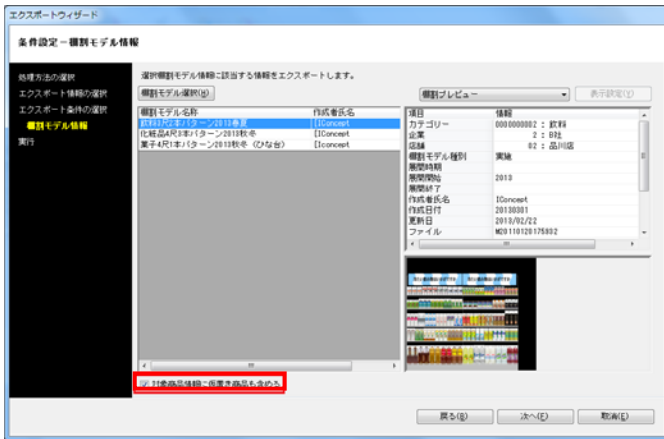 エクスポートウィザード
条件設定－棚割モデル情報
処理方法の選択
エクスポート情報の選択
エクスポート条件の選択
棚割モデル情報
実行
選択棚割モデル情報に該当する情報をエクスポートします。
棚割モデル選択(H)
棚割プレビュー
表示設定(V)
棚割モデル名称 作成者氏名
飲料3尺2本パターン2013春夏 [IConcept
化粧品4尺3本パターン2013秋冬 [Iconcept
菓子4尺1本パターン2013秋冬（ひな台） [Iconcept
項目 情報
カテゴリー 0000000002 : 飲料
企業 2 : B社
店舗 02 : 品川店
棚割モデル種別 実施
展開時期
展開開始 2013
展開終了
作成者氏名 IConcept
作成日付 20130301
更新日 2013/02/22
ファイル M20110120175802
対象商品情報に仮置き商品も含める
戻る(B)
次へ(F)
取消(E)